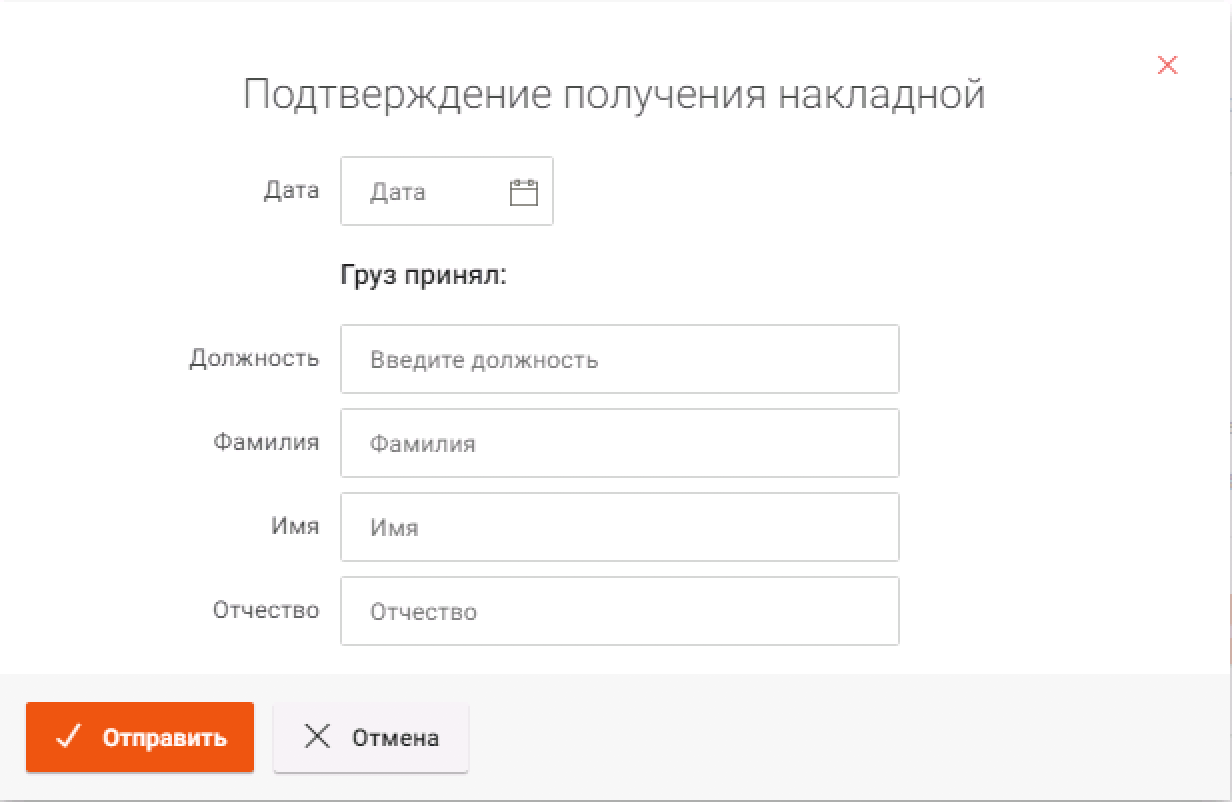 Подтверждение получения накладной
Дата Дата
Груз принял:
Должность Введите должность
Фамилия Фамилия
Имя Имя
Отчество Отчество
Отправить Отмена